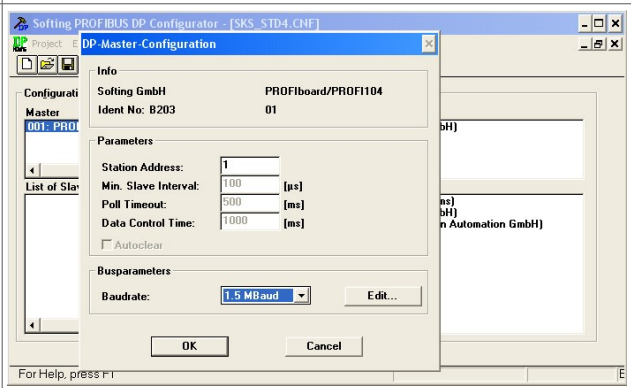 Softing PROFIBUS DP Configurator - [SKS_STD4.CNF]
Project E
DP-Master-Configuration
Info
Softing GmbH PROFIboard/PROFI104
Ident No: B203 01
Configurati
Master
001: PROI
bH)
Parameters
Station Address: 1
Min. Slave Interval: 100 [µs]
Poll Timeout: 500 [ms]
Data Control Time: 1000 [ms]
Autoclear
List of Slav
ns)
bH)
n Automation GmbH)
Busparameters
Baudrate: 1.5 MBaud Edit...
OK Cancel
For Help, press F1